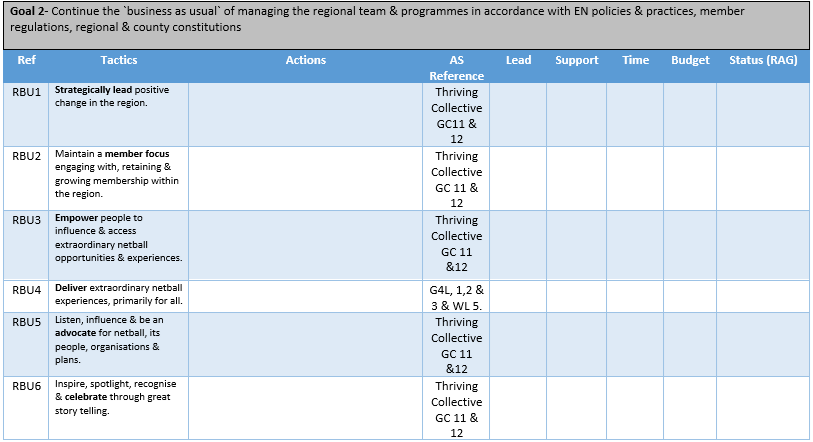 Goal 2- Continue the `business as usual` of managing the regional team & programmes in accordance with EN policies & practices, member
regulations, regional & county constitutions
Ref Tactics Actions AS Reference Lead Support Time Budget Status (RAG)
RBU1
Strategically lead positive
change in the region.
Thriving
Collective
GC11 &
12
RBU2
Maintain a member focus
engaging with, retaining &
growing membership within
the region.
Thriving
Collective
GC 11 &
12
RBU3
Empower people to
influence & access
extraordinary netball
opportunities & experiences.
Thriving
Collective
GC 11
&12
RBU4
Deliver extraordinary netball
experiences, primarily for all.
G4L, 1,2 &
3 & WL 5.
RBU5
Listen, influence & be an
advocate for netball, its
people, organisations &
plans.
Thriving
Collective
GC 11
&12
RBU6
Inspire, spotlight, recognise
& celebrate through great
story telling.
Thriving
Collective
GC 11 &
12